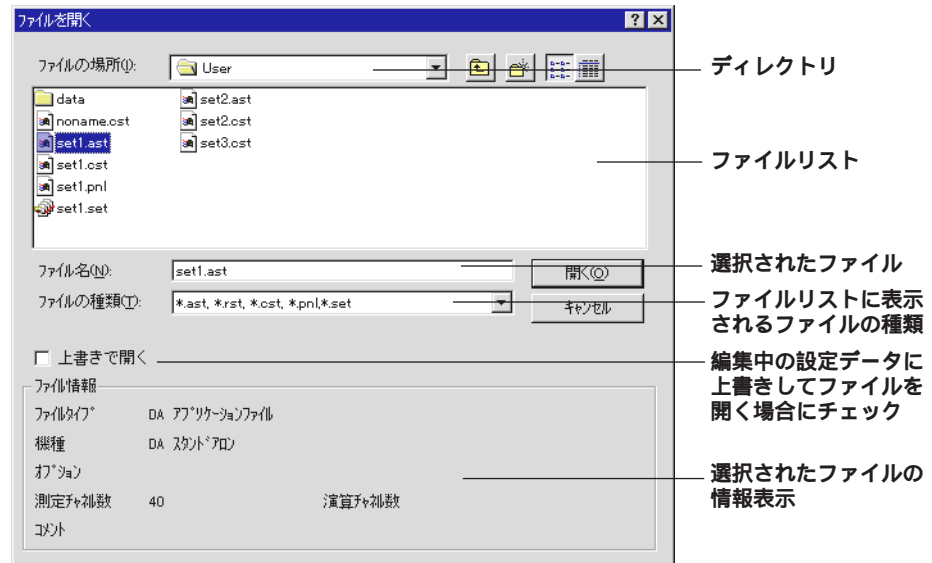 ファイルを開く
ファイルの場所(I): User
ディレクトリ
data set2.ast
noname.cst set2.cst
set1.ast set3.cst
set1.cst
set1.pnl
set1.set
ファイルリスト
ファイル名(N): set1.ast 開く(O)
選択されたファイル
ファイルの種類(T): *.ast, *.rst, *.cst, *.pnl,*.set キャンセル
ファイルリストに表示
されるファイルの種類
上書きで開く
編集中の設定データに
上書きしてファイルを
開く場合にチェック
ファイル情報
ファイルタイプ DA アプリケーションファイル
機種 DA スタンドアロン
オプション
測定チャネル数 40 演算チャネル数
コメント
選択されたファイルの
情報表示